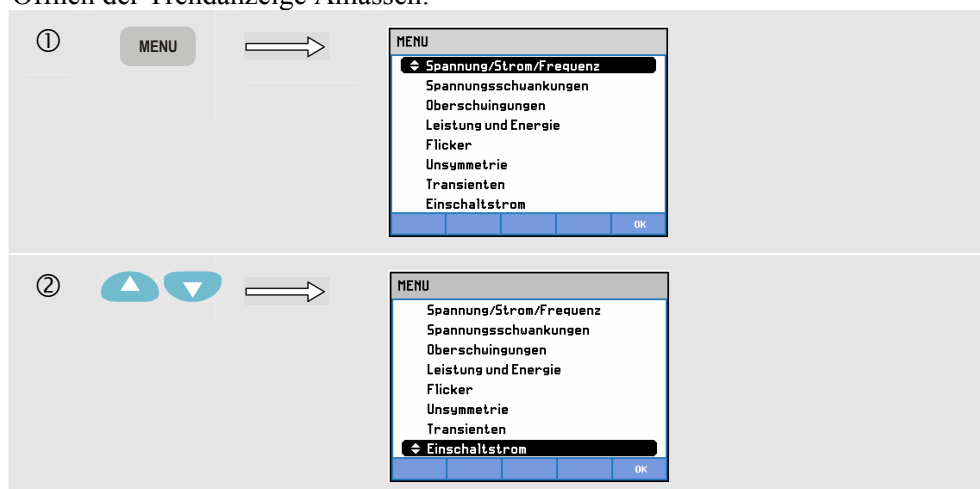 Öffnen der Trendanzeige Anlassen:
①
MENU
MENU
Spannung/Strom/Frequenz
Spannungsschwankungen
Oberschwingungen
Leistung und Energie
Flicker
Unsymmetrie
Transienten
Einschaltstrom
OK
②
MENU
Spannung/Strom/Frequenz
Spannungsschwankungen
Oberschwingungen
Leistung und Energie
Flicker
Unsymmetrie
Transienten
Einschaltstrom
OK